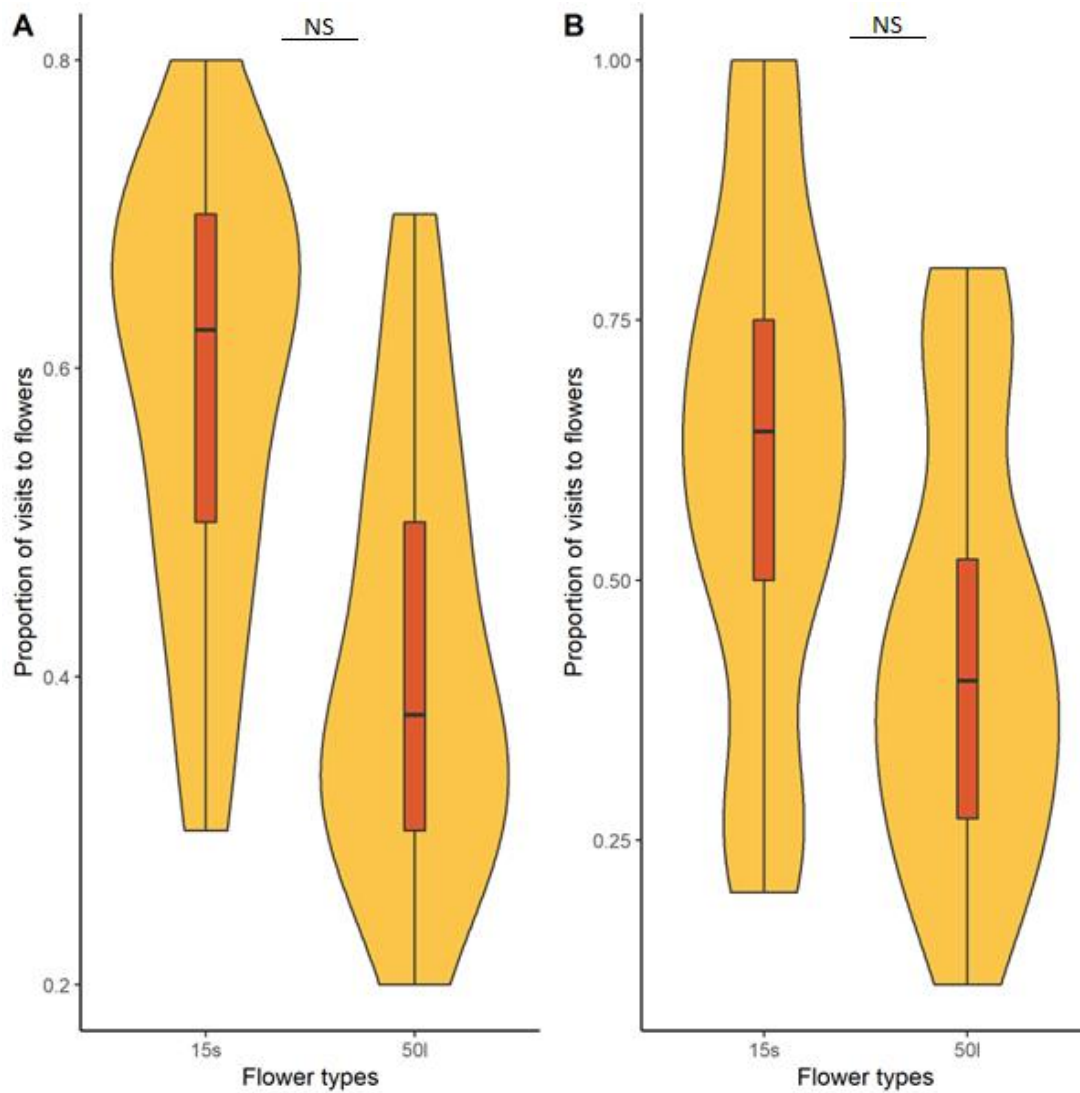 A
NS
Proportion of visits to flowers
0.8
0.6
0.4
0.2
15s
50l
Flower types
B
NS
Proportion of visits to flowers
1.00
0.75
0.50
0.25
15s
50l
Flower types